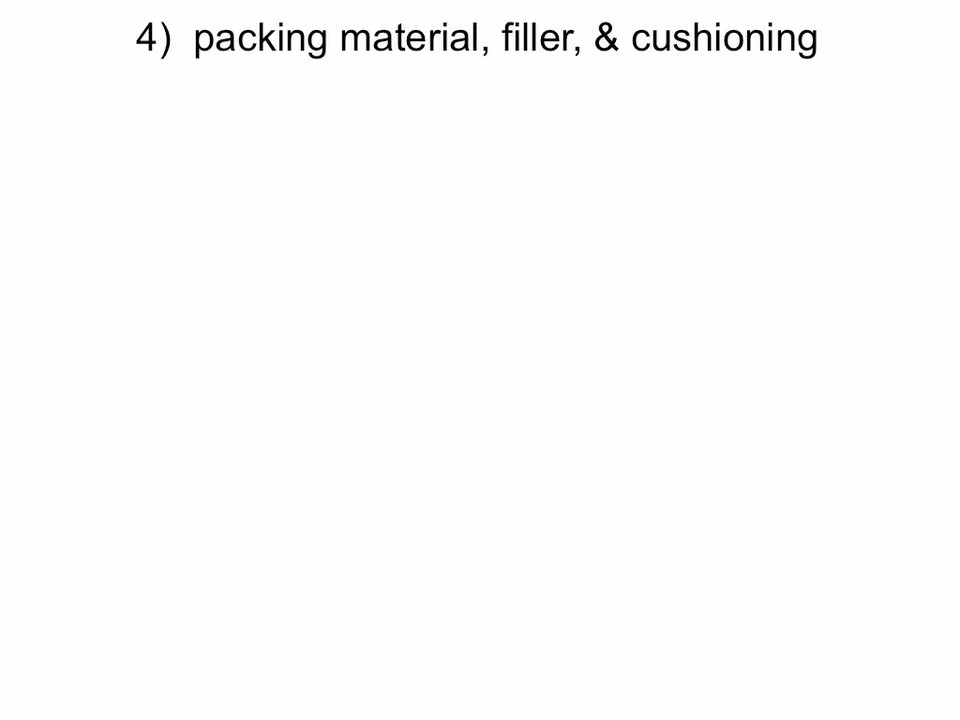 4)  packing material, filler, & cushioning